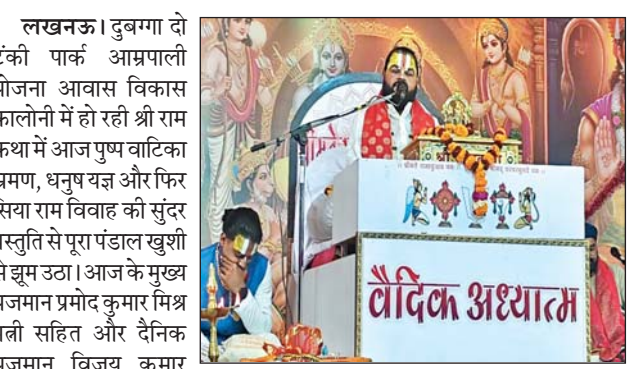 लखनऊ। दुबग्गा दो
टंकी पार्क आम्रपाली
योजना आवास विकास
कालोनी में हो रही श्री राम
कथा में आज पुष्प वाटिका
भ्रमण, धनुष यज्ञ और फिर
सिया राम विवाह की सुंदर
प्रस्तुति से पूरा पंडाल खुशी
से झूम उठा। आज के मुख्य
यजमान प्रमोद कुमार मिश्र
पत्नी सहित और दैनिक
यजमान विजय कुमार
वैदिक अध्यात्म